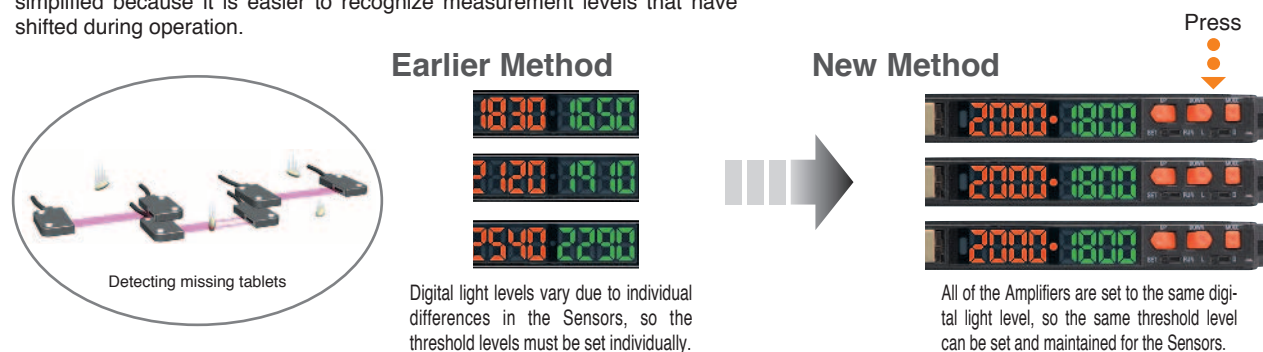 simplified because it is easier to recognize measurement levels that have
shifted during operation.
Press
Earlier Method
New Method
1830 1650
2120 1910
2540 2290
2000 1800
2000 1800
2000 1800
Detecting missing tablets
Digital light levels vary due to individual
differences in the Sensors, so the
threshold levels must be set individually.
All of the Amplifiers are set to the same digi-
tal light level, so the same threshold level
can be set and maintained for the Sensors.